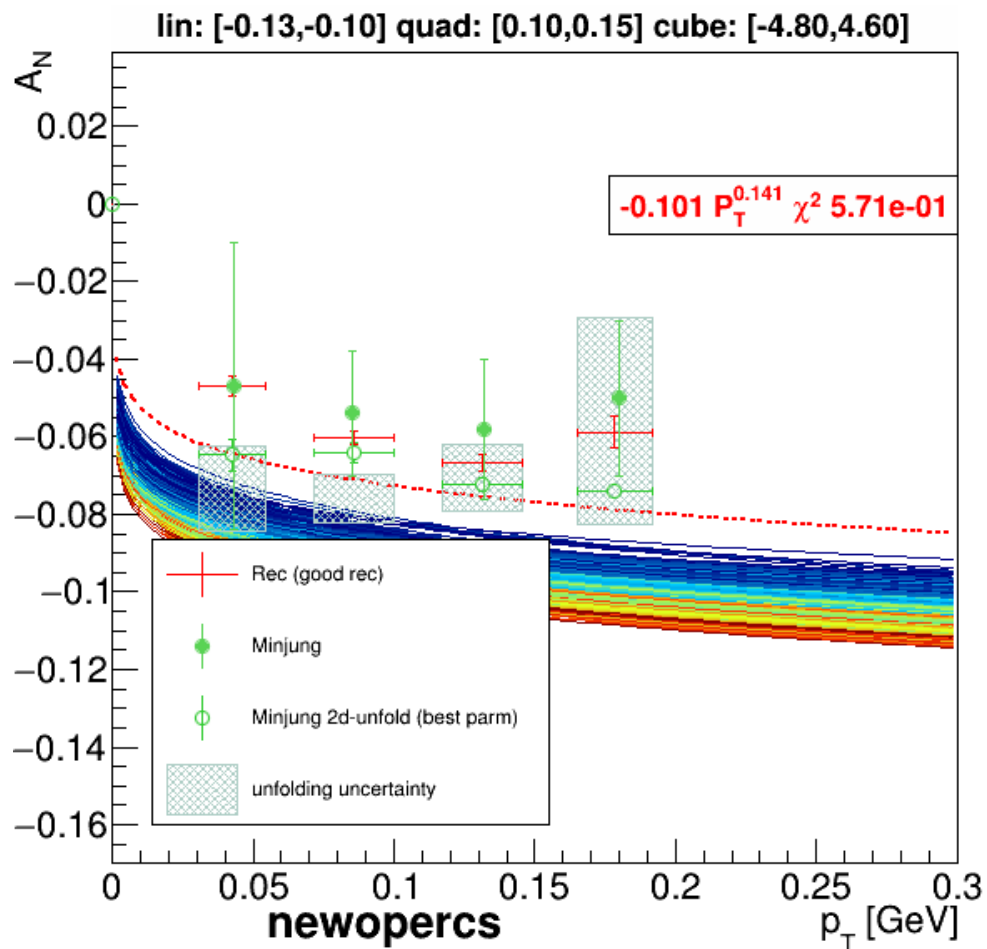 lin: [-0.13,-0.10] quad: [0.10,0.15] cube: [-4.80,4.60]
A_N
0.02
0
−0.02
−0.04
−0.06
−0.08
−0.1
−0.12
−0.14
−0.16
-0.101 P_T^0.141 χ² 5.71e-01
Rec (good rec)
Minjung
Minjung 2d-unfold (best parm)
unfolding uncertainty
0 0.05 0.1 0.15 0.2 0.25 0.3
newopercs
p_T [GeV]